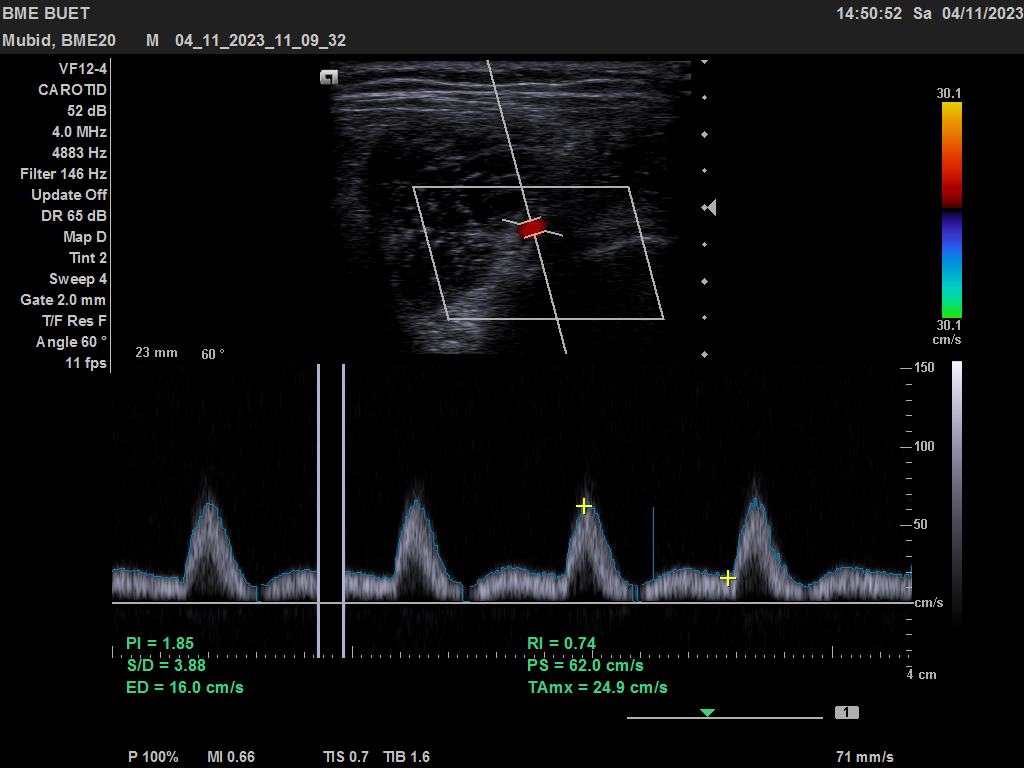 BME BUET 14:50:52 Sa 04/11/2023
Mubid, BME20 M 04_11_2023_11_09_32
VF12-4
CAROTID
52 dB
4.0 MHz
4883 Hz
Filter 146 Hz
Update Off
DR 65 dB
Map D
Tint 2
Sweep 4
Gate 2.0 mm
T/F Res F
Angle 60 °
11 fps
23 mm 60 °
30.1
30.1
cm/s
150
100
50
cm/s
4 cm
PI = 1.85
S/D = 3.88
ED = 16.0 cm/s
RI = 0.74
PS = 62.0 cm/s
TAmx = 24.9 cm/s
1
P 100% MI 0.66 TIS 0.7 TIB 1.6 71 mm/s